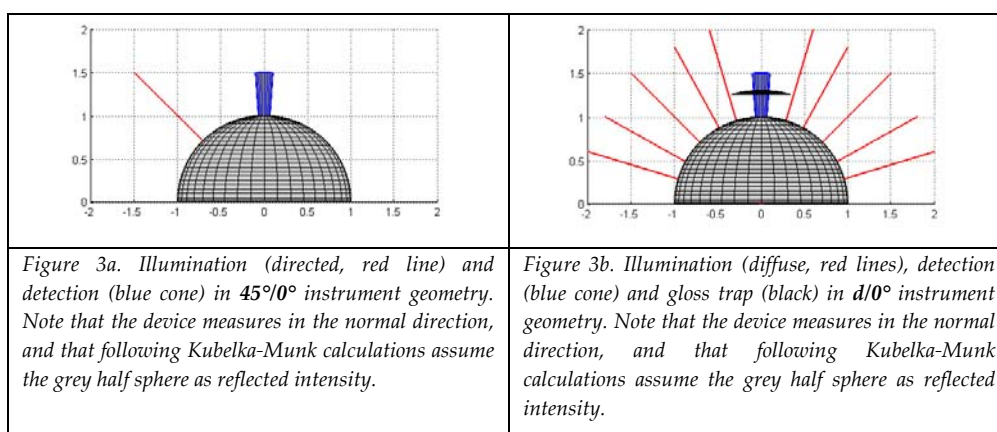 2
1.5
1
0.5
0
-2 -1.5 -1 -0.5 0 0.5 1 1.5 2
2
1.5
1
0.5
0
-2 -1.5 -1 -0.5 0 0.5 1 1.5 2
Figure 3a. Illumination (directed, red line) and
detection (blue cone) in 45°/0° instrument geometry.
Note that the device measures in the normal direction,
and that following Kubelka-Munk calculations assume
the grey half sphere as reflected intensity.
Figure 3b. Illumination (diffuse, red lines), detection
(blue cone) and gloss trap (black) in d/0° instrument
geometry. Note that the device measures in the normal
direction, and that following Kubelka-Munk
calculations assume the grey half sphere as reflected
intensity.